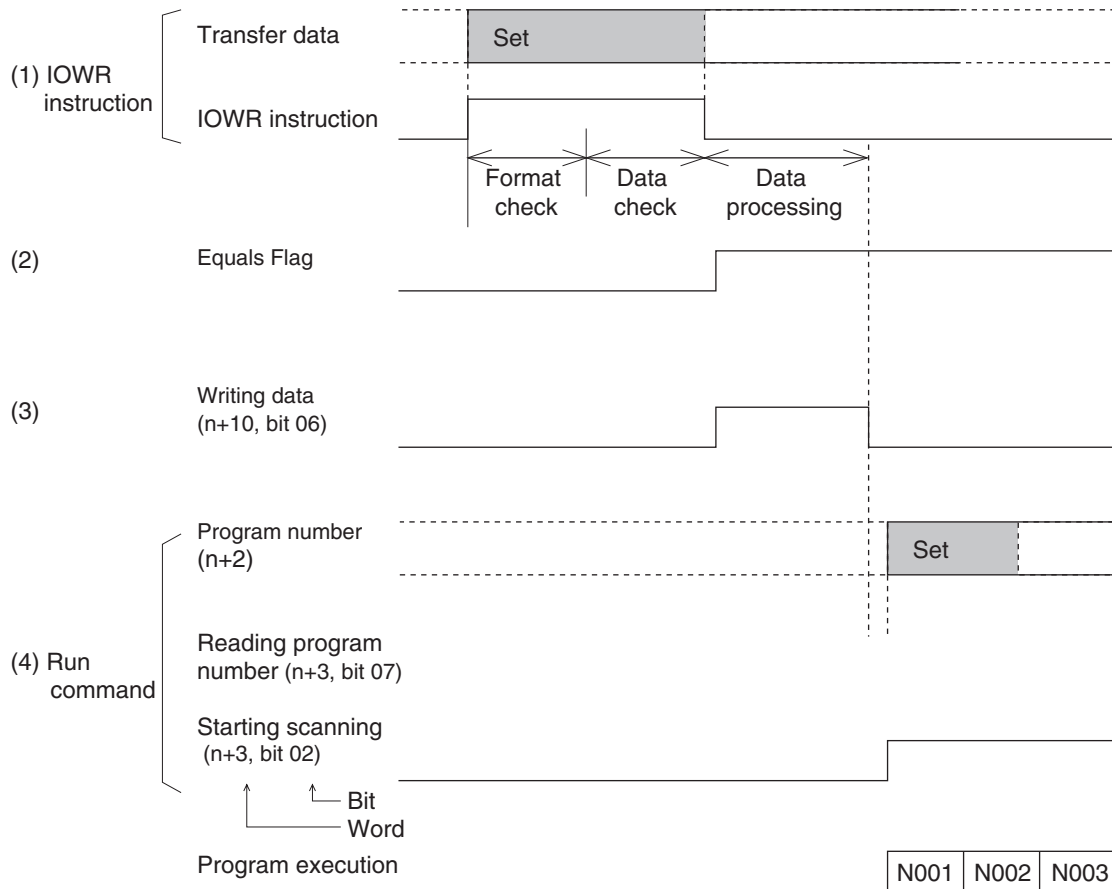 Transfer data
Set
(1) IOWR
instruction
IOWR instruction
Format
check
Data
check
Data
processing
(2)
Equals Flag
(3)
Writing data
(n+10, bit 06)
Program number
(n+2)
Set
(4) Run
command
Reading program
number (n+3, bit 07)
Starting scanning
(n+3, bit 02)
Bit
Word
Program execution
N001 N002 N003